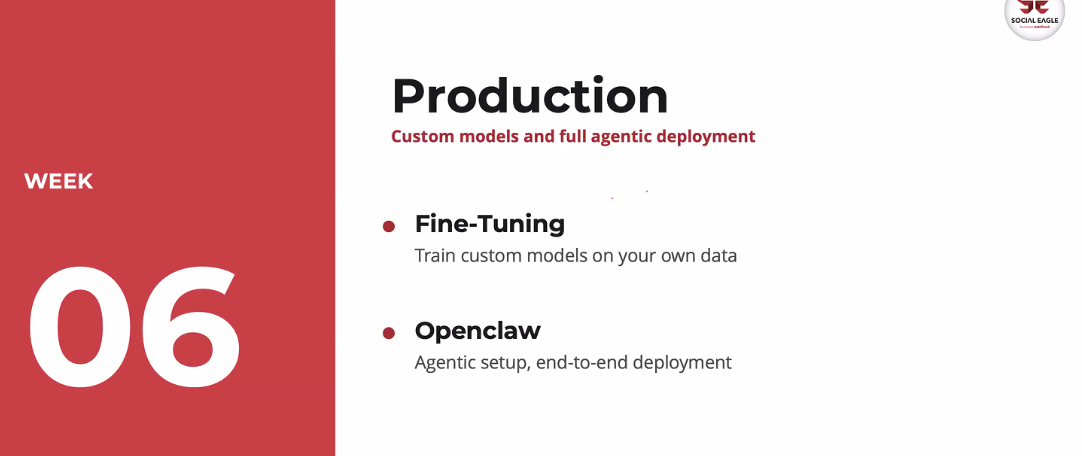 SOCIAL EAGLE
Production
Custom models and full agentic deployment
WEEK
06
Fine-Tuning
Train custom models on your own data
Openclaw
Agentic setup, end-to-end deployment